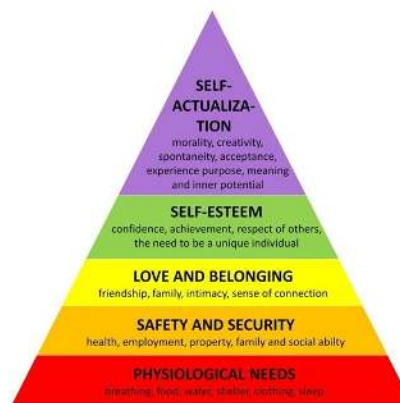 SELF-
ACTUALIZA-
TION
morality, creativity,
spontaneity, acceptance,
experience purpose, meaning
and inner potential
SELF-ESTEEM
confidence, achievement, respect of others,
the need to be a unique individual
LOVE AND BELONGING
friendship, family, intimacy, sense of connection
SAFETY AND SECURITY
health, employment, property, family and social abilty
PHYSIOLOGICAL NEEDS
breathing, food, water, shelter, clothing, sleep